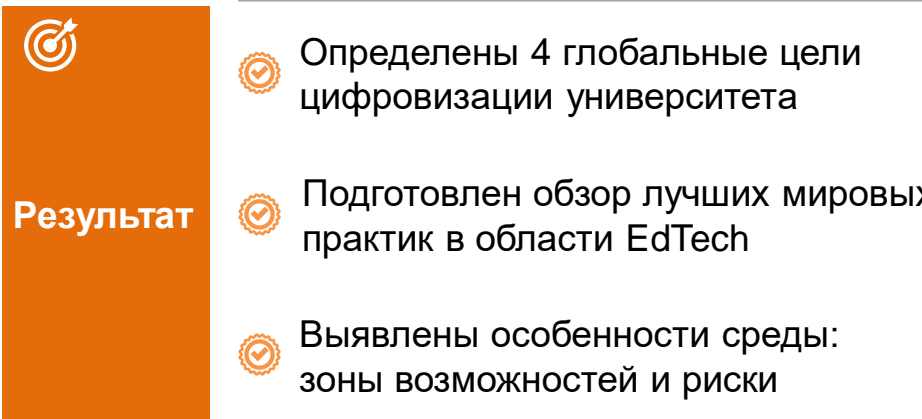 Результат
Определены 4 глобальные цели
цифровизации университета
Подготовлен обзор лучших мировых
практик в области EdTech
Выявлены особенности среды:
зоны возможностей и риски